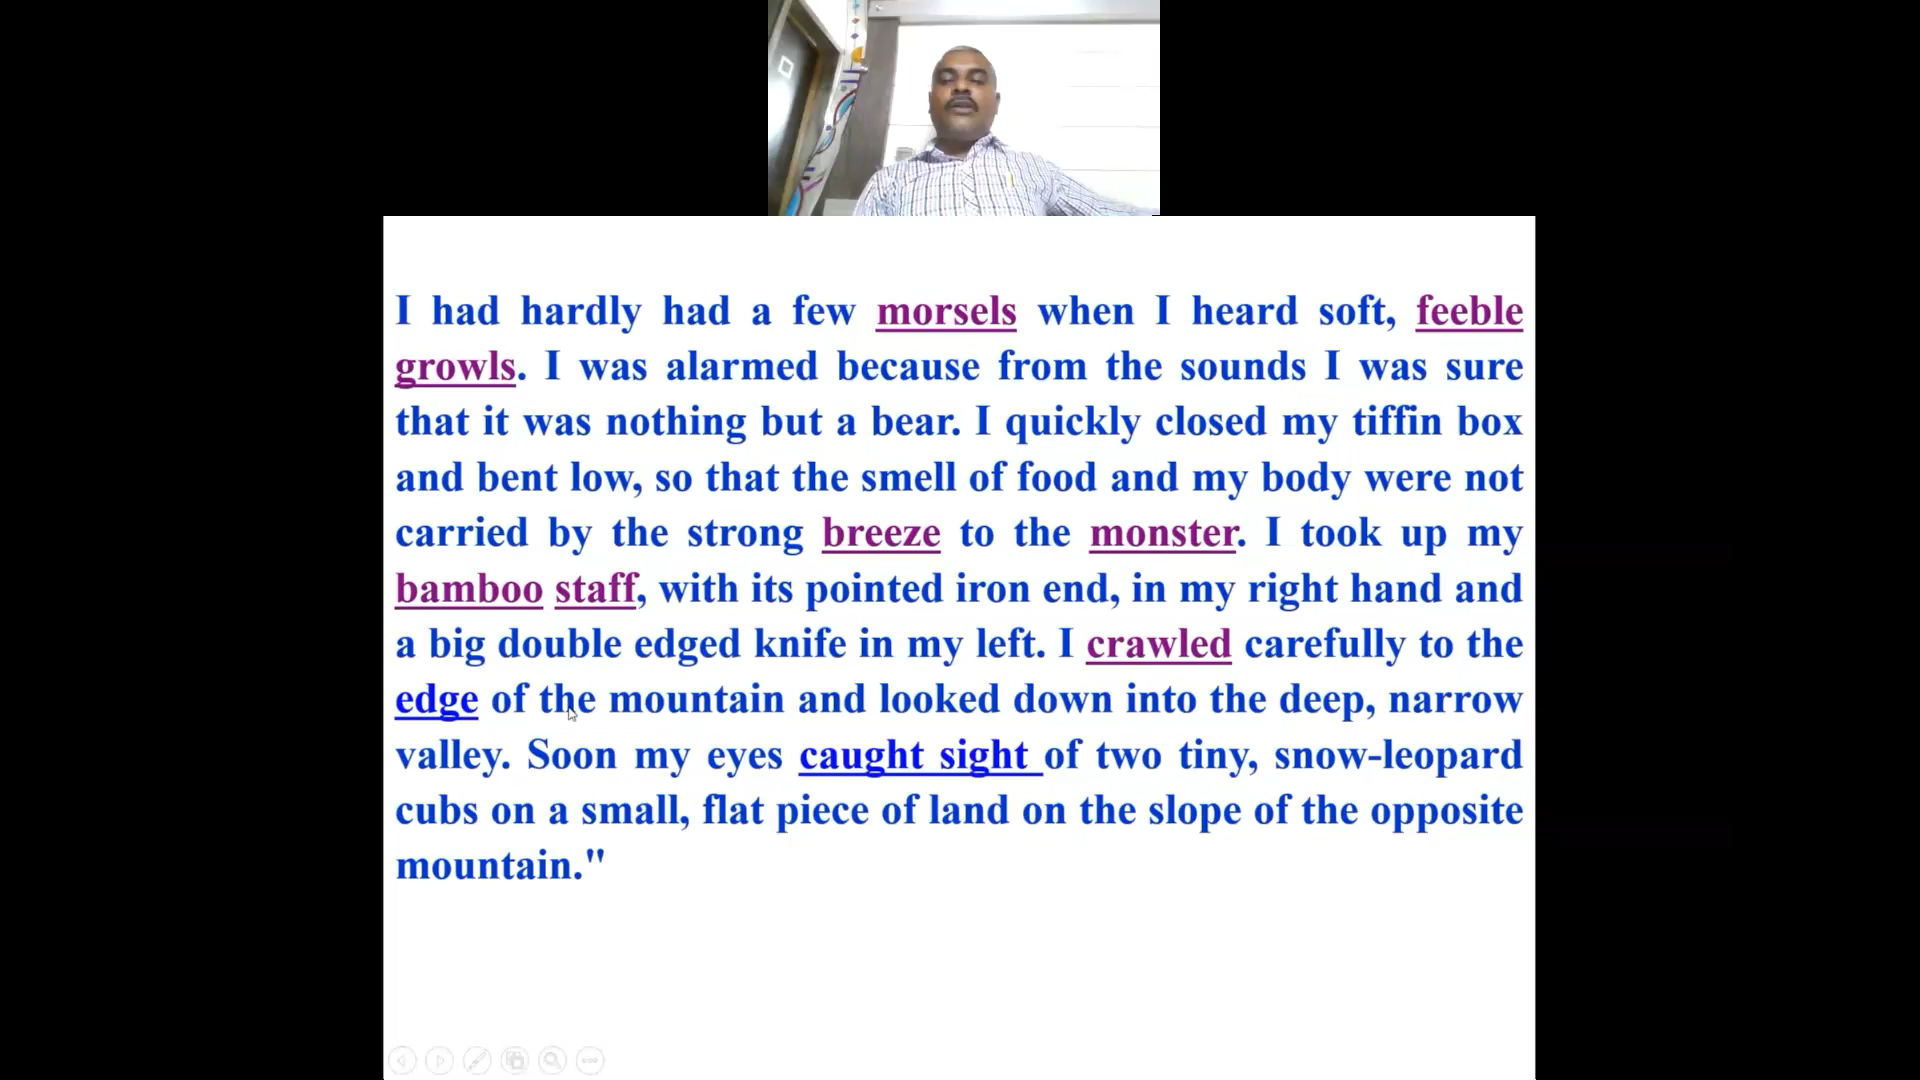 I had hardly had a few morsels when I heard soft, feeble
growls. I was alarmed because from the sounds I was sure
that it was nothing but a bear. I quickly closed my tiffin box
and bent low, so that the smell of food and my body were not
carried by the strong breeze to the monster. I took up my
bamboo staff, with its pointed iron end, in my right hand and
a big double edged knife in my left. I crawled carefully to the
edge of the mountain and looked down into the deep, narrow
valley. Soon my eyes caught sight of two tiny, snow-leopard
cubs on a small, flat piece of land on the slope of the opposite
mountain."